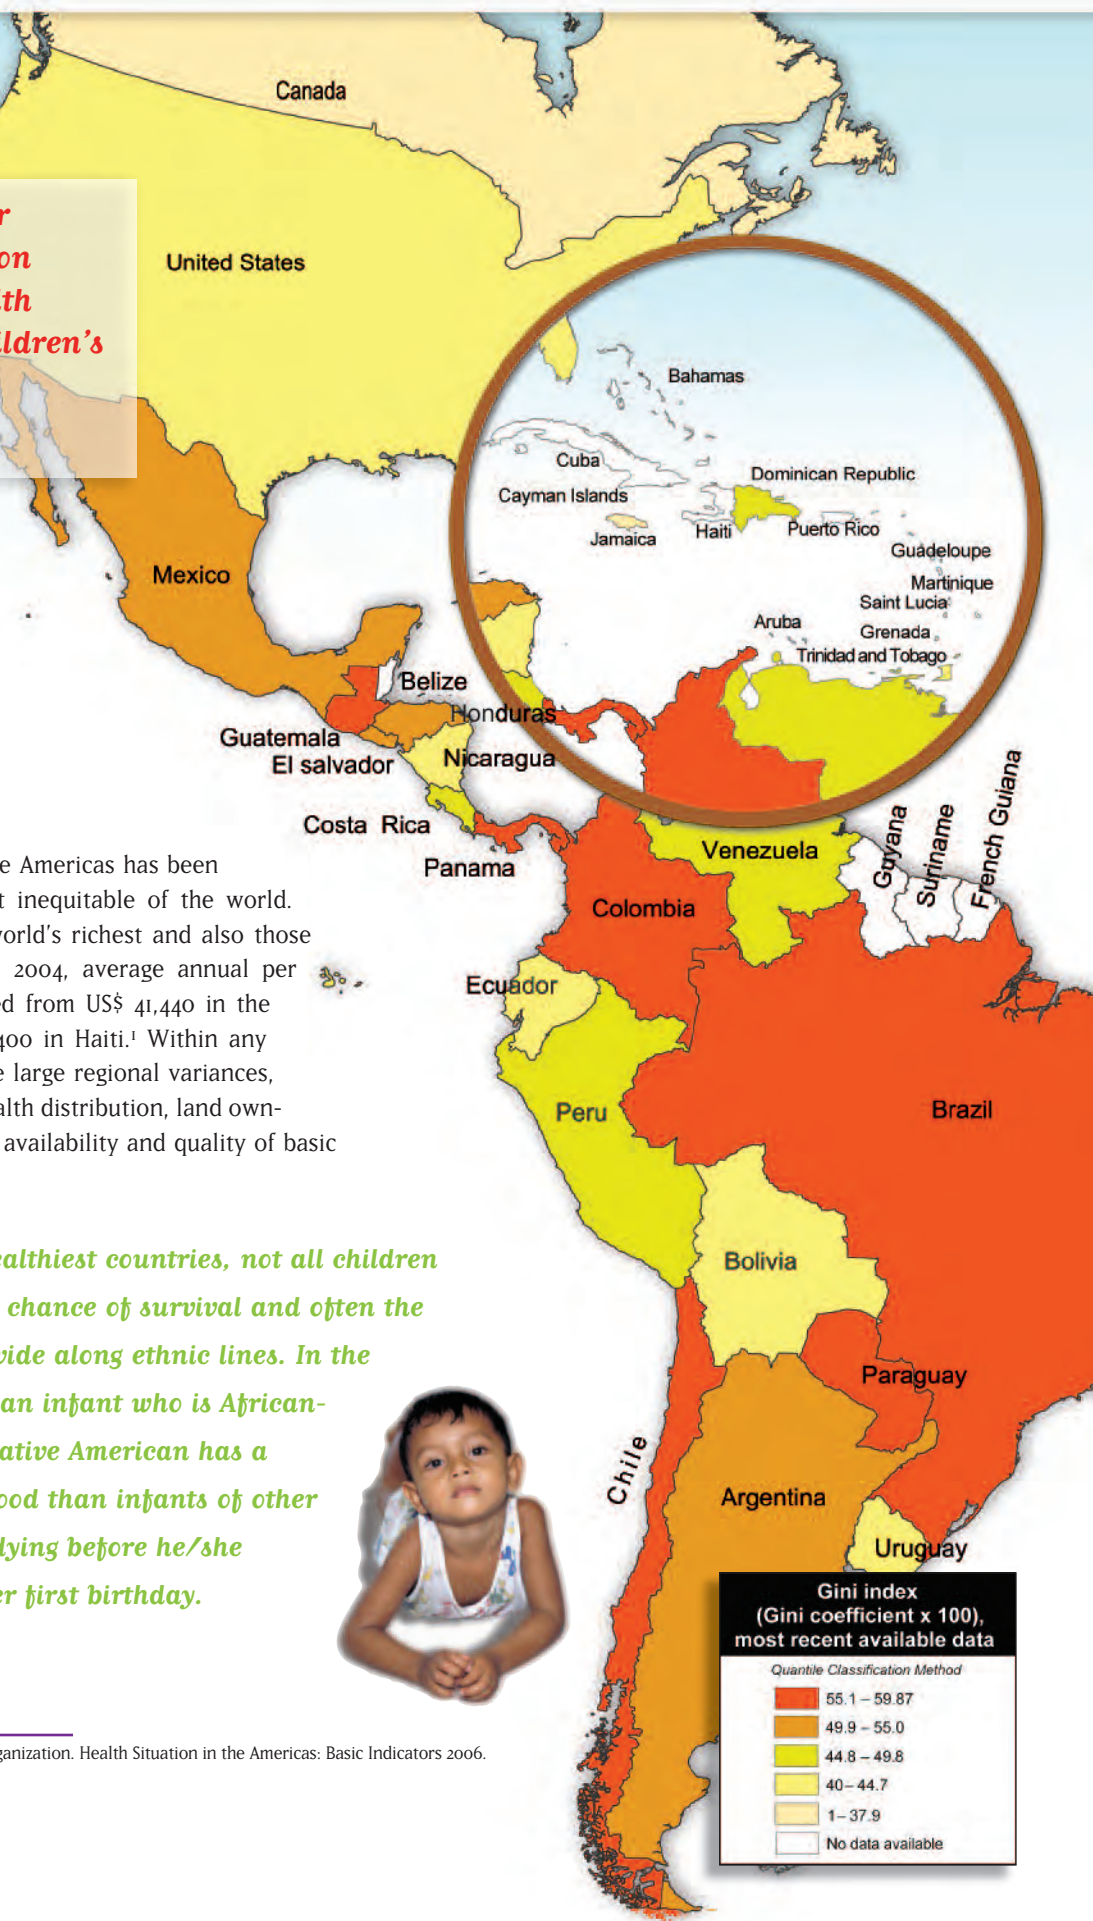 r
on
lth
ildren's
Canada
United States
Mexico
Bahamas
Cuba
Dominican Republic
Cayman Islands
Jamaica
Haiti
Puerto Rico
Guadeloupe
Martinique
Saint Lucia
Aruba
Grenada
Trinidad and Tobago
Belize
Honduras
Guatemala
El salvador
Nicaragua
Costa Rica
Panama
Venezuela
Guyana
Suriname
French Guiana
Colombia
Ecuador
Peru
Brazil
Bolivia
Paraguay
Chile
Argentina
Uruguay
e Americas has been
t inequitable of the world.
world's richest and also those
2004, average annual per
ed from US$ 41,440 in the
400 in Haiti.¹ Within any
e large regional variances,
alth distribution, land own-
availability and quality of basic
ealthiest countries, not all children
chance of survival and often the
vide along ethnic lines. In the
an infant who is African-
ative American has a
ood than infants of other
dying before he/she
er first birthday.
ganization. Health Situation in the Americas: Basic Indicators 2006.
Gini index
(Gini coefficient x 100),
most recent available data
Quantile Classification Method
55.1 – 59.87
49.9 – 55.0
44.8 – 49.8
40 – 44.7
1 – 37.9
No data available